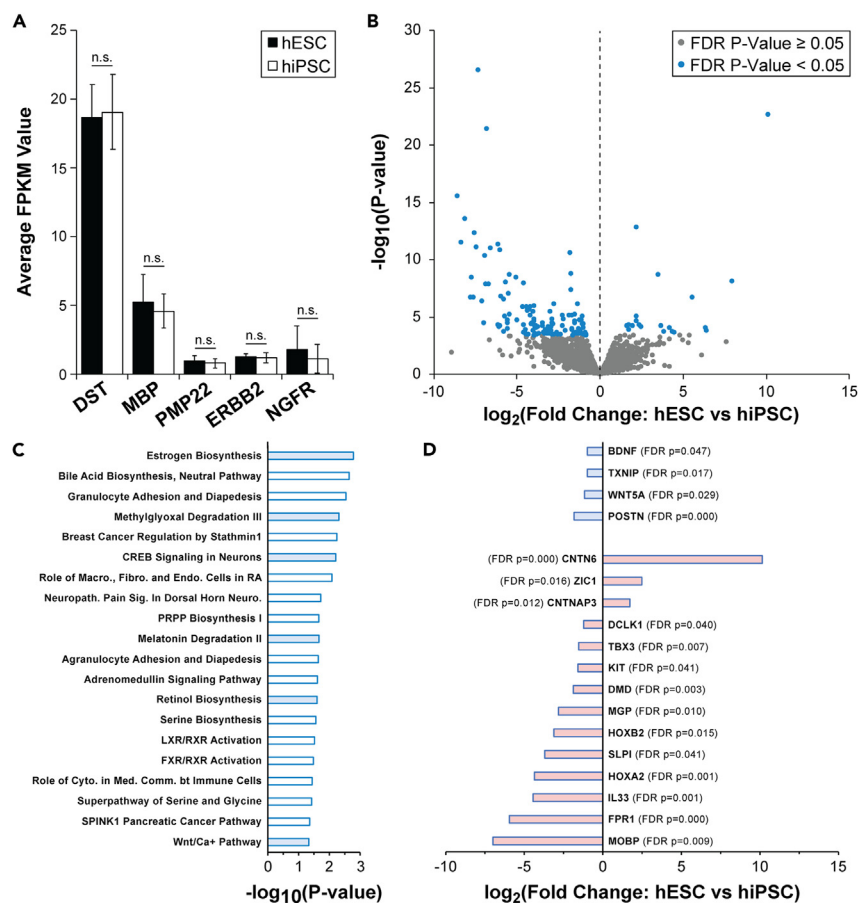 A
hESC
hiPSC
n.s.
n.s.
n.s.
n.s.
n.s.
Average FPKM Value
25
20
15
10
5
0
DST
MBP
PMP22
ERBB2
NGFR
B
FDR P-Value ≥ 0.05
FDR P-Value < 0.05
-log10(P-value)
-30
-25
-20
-15
-10
-5
0
-10
-5
0
5
10
15
log2(Fold Change: hESC vs hiPSC)
C
Estrogen Biosynthesis
Bile Acid Biosynthesis, Neutral Pathway
Granulocyte Adhesion and Diapedesis
Methylglyoxal Degradation III
Breast Cancer Regulation by Stathmin1
CREB Signaling in Neurons
Role of Macro., Fibro. and Endo. Cells in RA
Neuropath. Pain Sig. In Dorsal Horn Neuro.
PRPP Biosynthesis I
Melatonin Degradation II
Agranulocyte Adhesion and Diapedesis
Adrenomedullin Signaling Pathway
Retinol Biosynthesis
Serine Biosynthesis
LXR/RXR Activation
FXR/RXR Activation
Role of Cyto. in Med. Comm. bt Immune Cells
Superpathway of Serine and Glycine
SPINK1 Pancreatic Cancer Pathway
Wnt/Ca+ Pathway
0
1
2
3
-log10(P-value)
D
BDNF (FDR p=0.047)
TXNIP (FDR p=0.017)
WNT5A (FDR p=0.029)
POSTN (FDR p=0.000)
(FDR p=0.000) CNTN6
(FDR p=0.016) ZIC1
(FDR p=0.012) CNTNAP3
DCLK1 (FDR p=0.040)
TBX3 (FDR p=0.007)
KIT (FDR p=0.041)
DMD (FDR p=0.003)
MGP (FDR p=0.010)
HOXB2 (FDR p=0.015)
SLPI (FDR p=0.041)
HOXA2 (FDR p=0.001)
IL33 (FDR p=0.001)
FPR1 (FDR p=0.000)
MOBP (FDR p=0.009)
-10
-5
0
5
10
15
log2(Fold Change: hESC vs hiPSC)